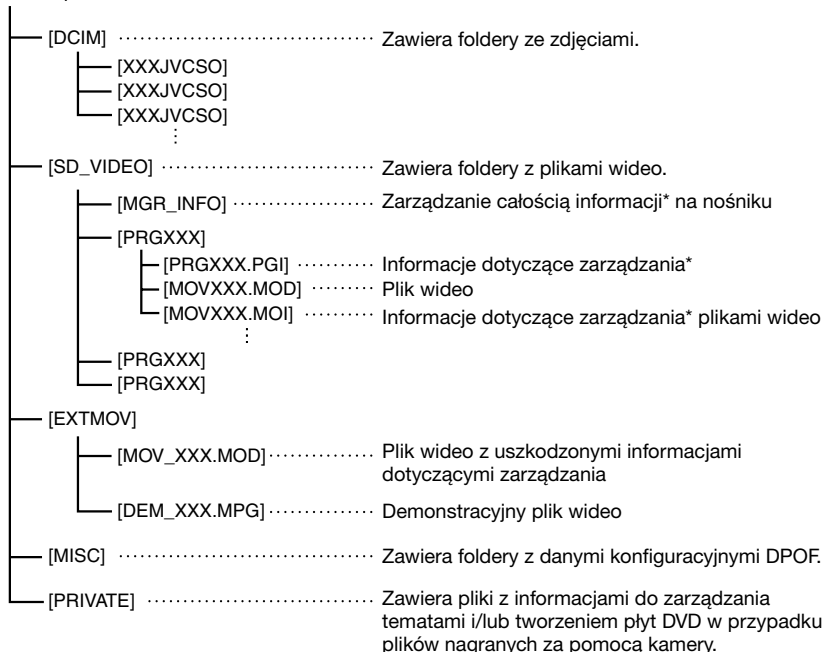 [DCIM] Zawiera foldery ze zdjęciami.
[XXXJVCSO]
[XXXJVCSO]
[XXXJVCSO]
[SD_VIDEO] Zawiera foldery z plikami wideo.
[MGR_INFO] Zarządzanie całością informacji* na nośniku
[PRGXXX]
[PRGXXX.PGI] Informacje dotyczące zarządzania*
[MOVXXX.MOD] Plik wideo
[MOVXXX.MOI] Informacje dotyczące zarządzania* plikami wideo
[PRGXXX]
[PRGXXX]
[EXTMOV]
[MOV_XXX.MOD] Plik wideo z uszkodzonymi informacjami
dotyczącymi zarządzania
[DEM_XXX.MPG] Demonstracyjny plik wideo
[MISC] Zawiera foldery z danymi konfiguracyjnymi DPOF.
[PRIVATE] Zawiera pliki z informacjami do zarządzania
tematami i/lub tworzeniem płyt DVD w przypadku
plików nagranych za pomocą kamery.